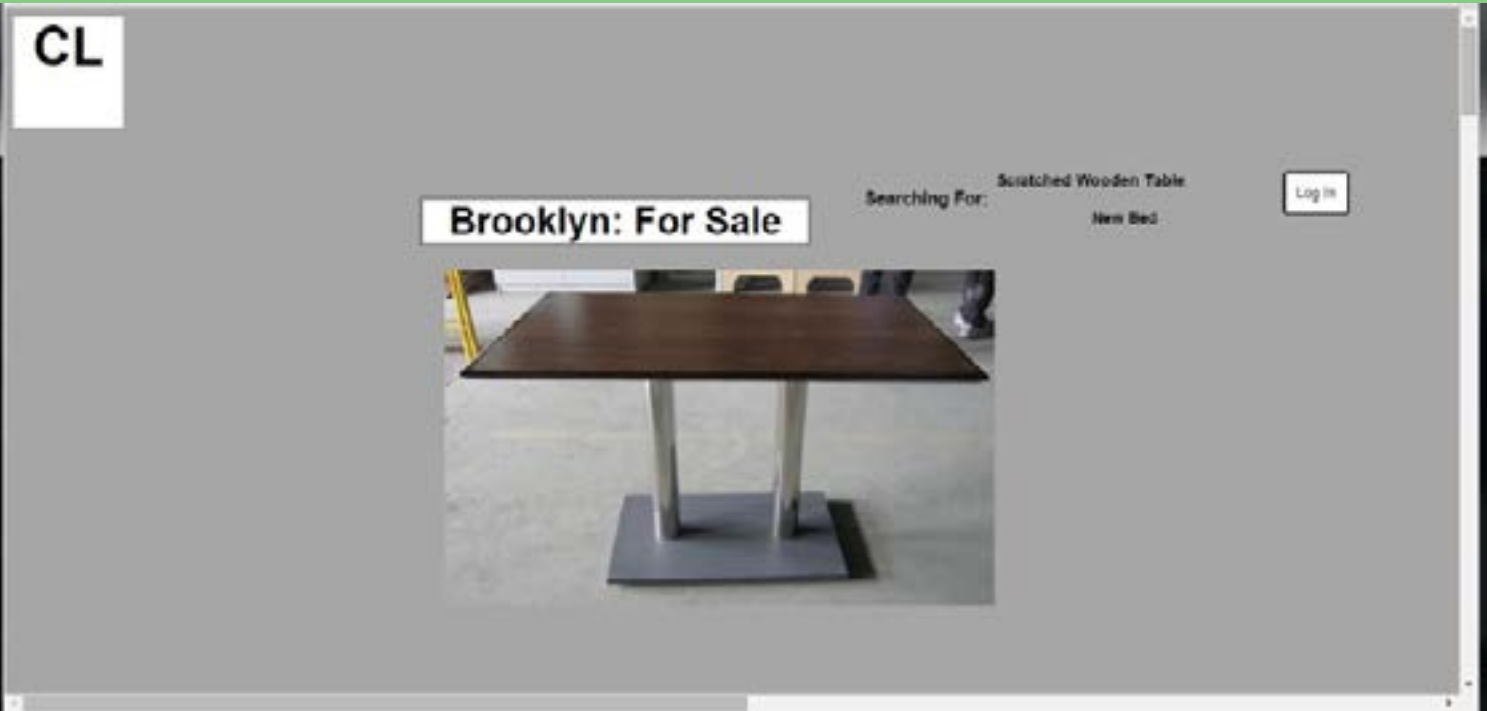 CL
Searching For:
Scratched Wooden Table
New Bed
Log In
Brooklyn: For Sale